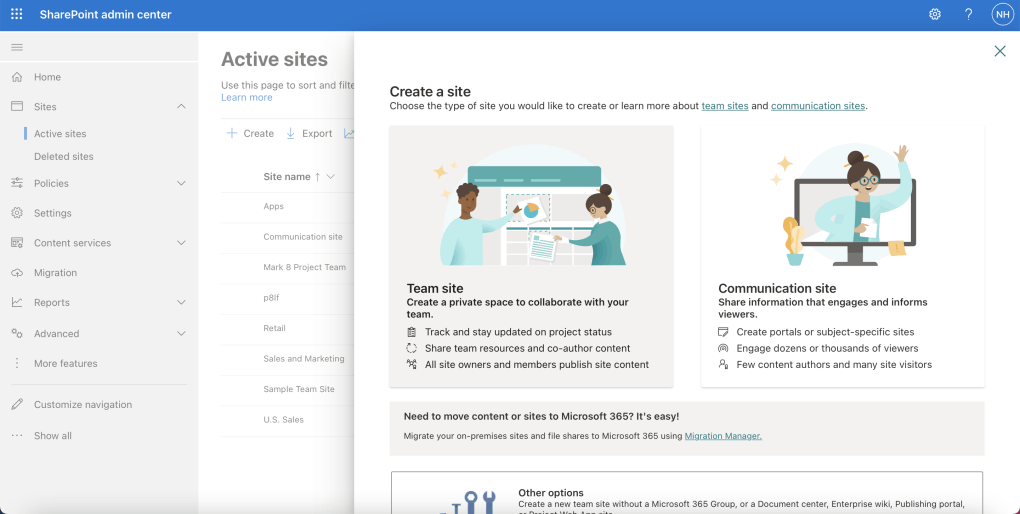 SharePoint admin center
NH
Home
Sites
Active sites
Deleted sites
Policies
Settings
Content services
Migration
Reports
Advanced
More features
Customize navigation
Show all
Active sites
Use this page to sort and filte
Learn more
Create
Export
Site name ↑
Apps
Communication site
Mark 8 Project Team
p8lf
Retail
Sales and Marketing
Sample Team Site
U.S. Sales
Create a site
Choose the type of site you would like to create or learn more about team sites and communication sites.
Team site
Create a private space to collaborate with your
team.
Track and stay updated on project status
Share team resources and co-author content
All site owners and members publish site content
Communication site
Share information that engages and informs
viewers.
Create portals or subject-specific sites
Engage dozens or thousands of viewers
Few content authors and many site visitors
Need to move content or sites to Microsoft 365? It's easy!
Migrate your on-premises sites and file shares to Microsoft 365 using Migration Manager.
Other options
Create a new team site without a Microsoft 365 Group, or a Document center, Enterprise wiki, Publishing portal,
or Project Web App site